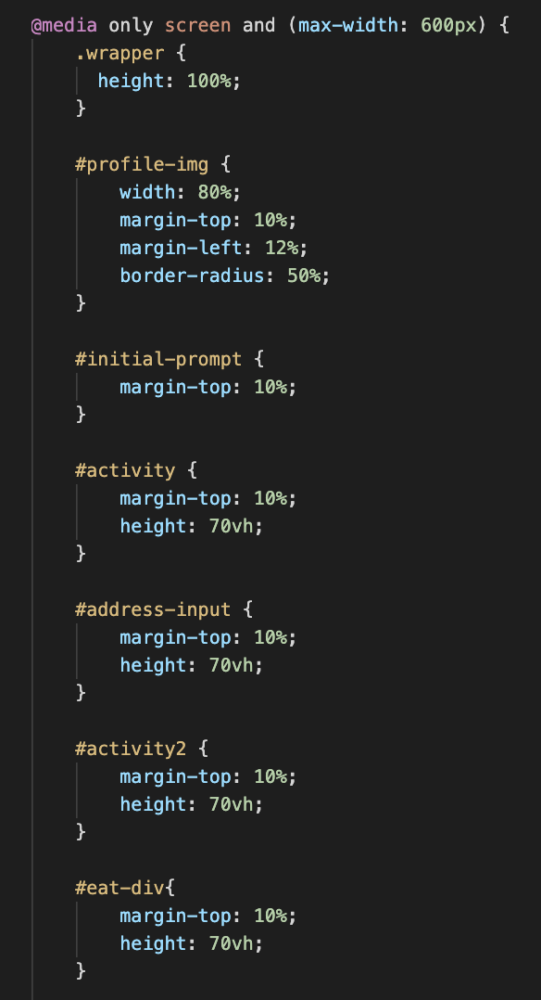 @media only screen and (max-width: 600px) {
    .wrapper {
      height: 100%;
    }

    #profile-img {
        width: 80%;
        margin-top: 10%;
        margin-left: 12%;
        border-radius: 50%;
    }

    #initial-prompt {
        margin-top: 10%;
    }

    #activity {
        margin-top: 10%;
        height: 70vh;
    }

    #address-input {
        margin-top: 10%;
        height: 70vh;
    }

    #activity2 {
        margin-top: 10%;
        height: 70vh;
    }

    #eat-div{
        margin-top: 10%;
        height: 70vh;
    }